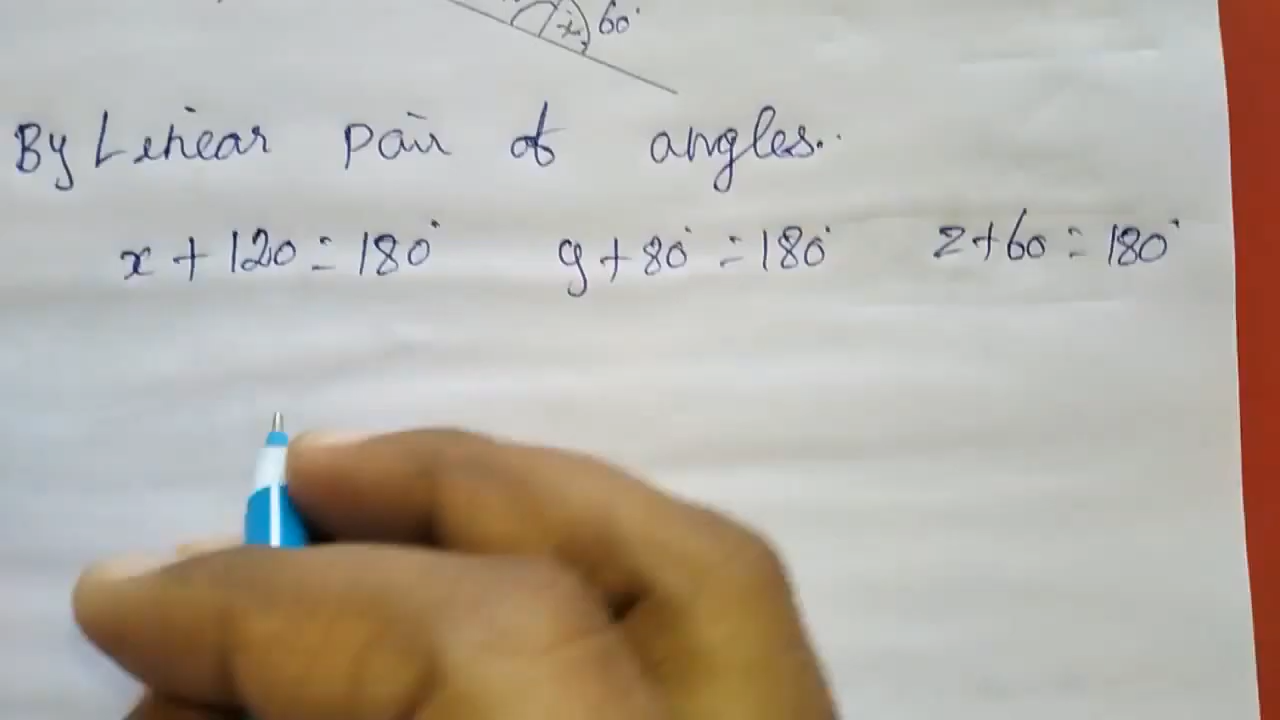 60°
By Linear Pair of angles.
x + 120 = 180° y + 80° = 180° z + 60 = 180°